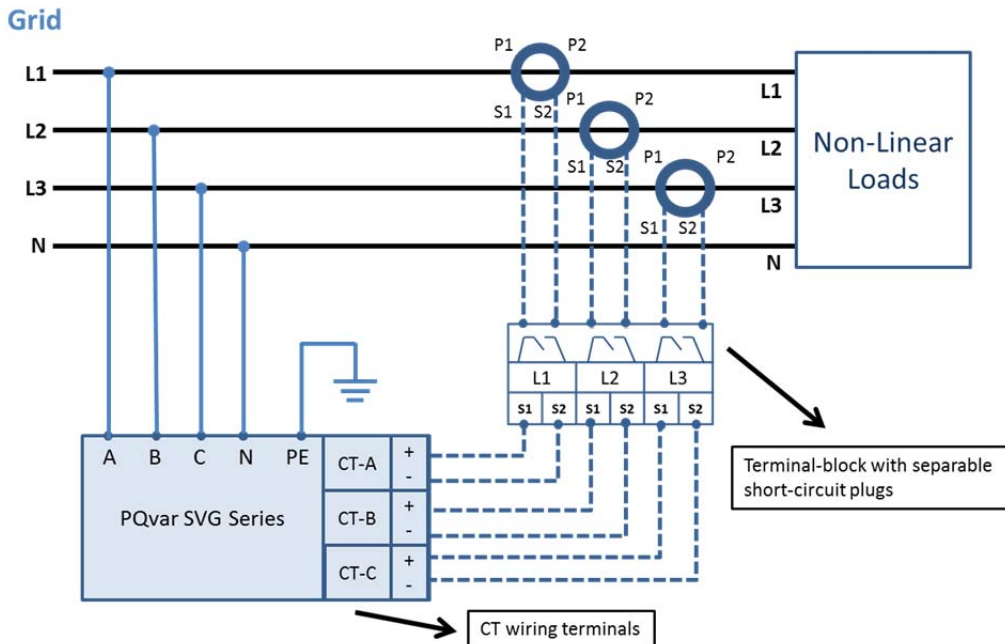 Grid
P1 P2
L1
L1
S1 S2 P1 P2
L2
L2
S1 S2 P1 P2
L3
L3
S1 S2
N
N
Non-Linear
Loads
L1 L2 L3
S1 S2 S1 S2 S1 S2
A B C N PE
CT-A + -
CT-B + -
CT-C + -
PQvar SVG Series
Terminal-block with separable
short-circuit plugs
CT wiring terminals